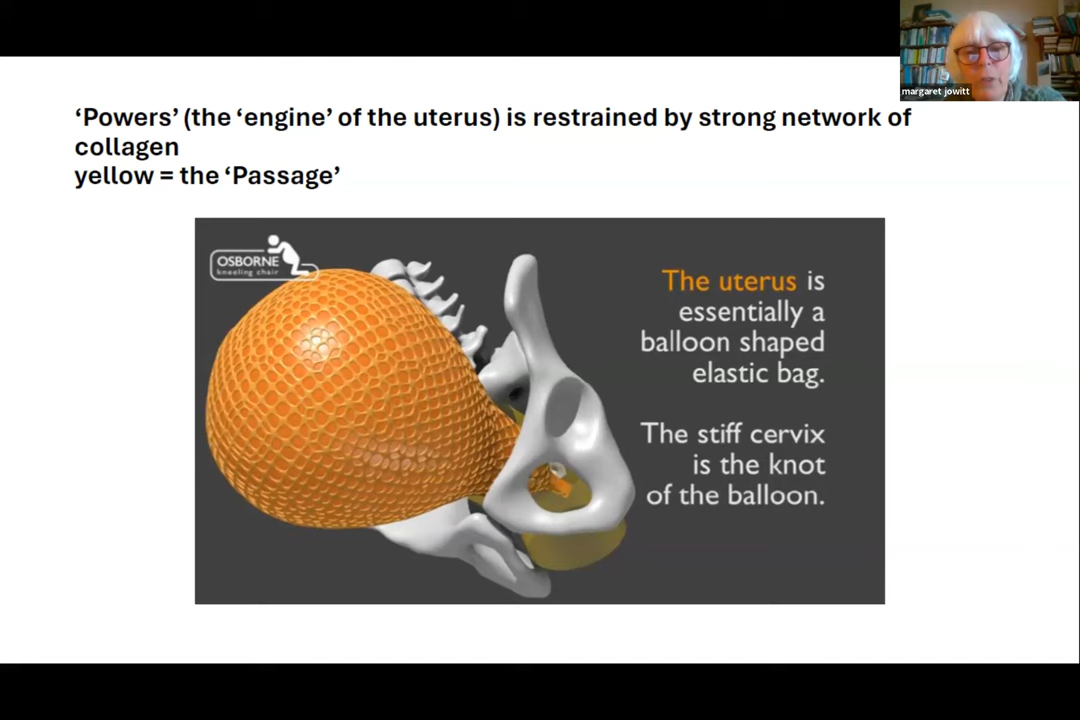 margaret jowitt
‘Powers’ (the ‘engine’ of the uterus) is restrained by strong network of
collagen
yellow = the ‘Passage’
OSBORNE
kneeling chair
The uterus is
essentially a
balloon shaped
elastic bag.
The stiff cervix
is the knot
of the balloon.